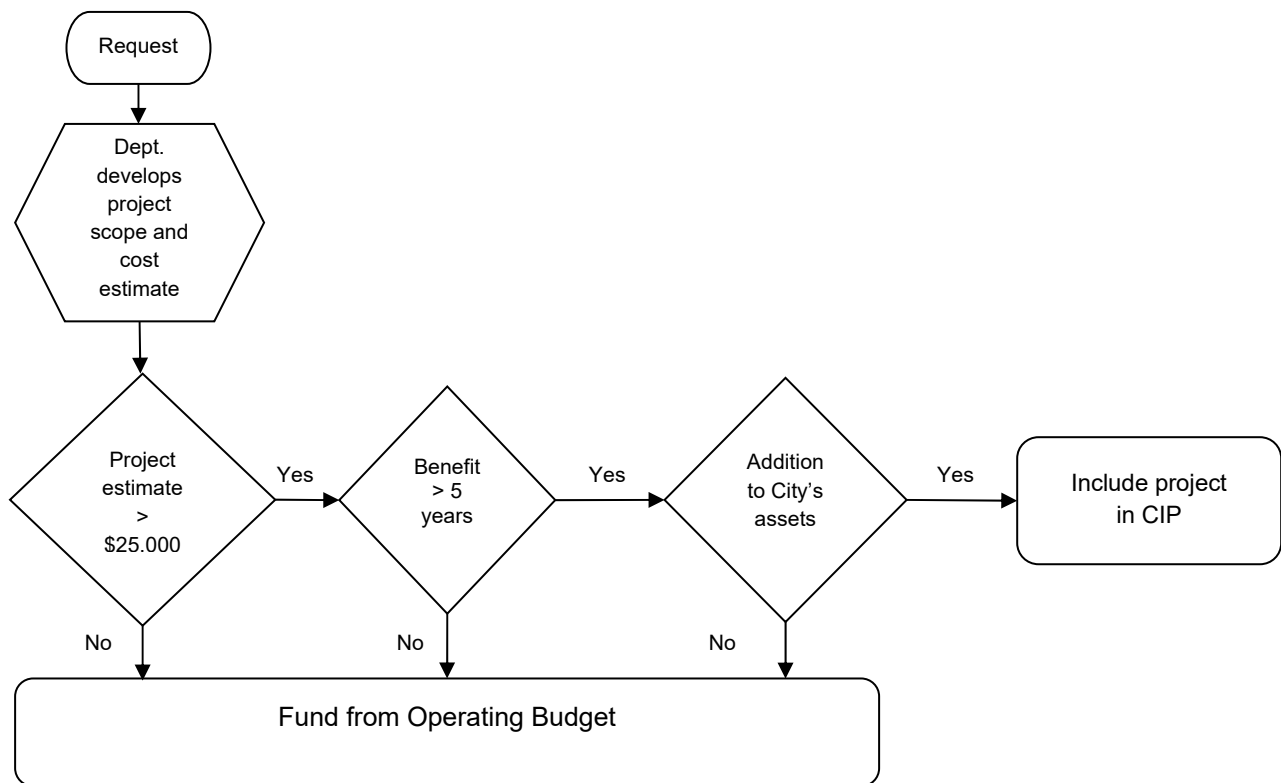 Request
Dept.
develops
project
scope and
cost
estimate
Project
estimate
>
$25.000
Yes
Benefit
> 5
years
Yes
Addition
to City’s
assets
Yes
Include project
in CIP
No
No
No
Fund from Operating Budget